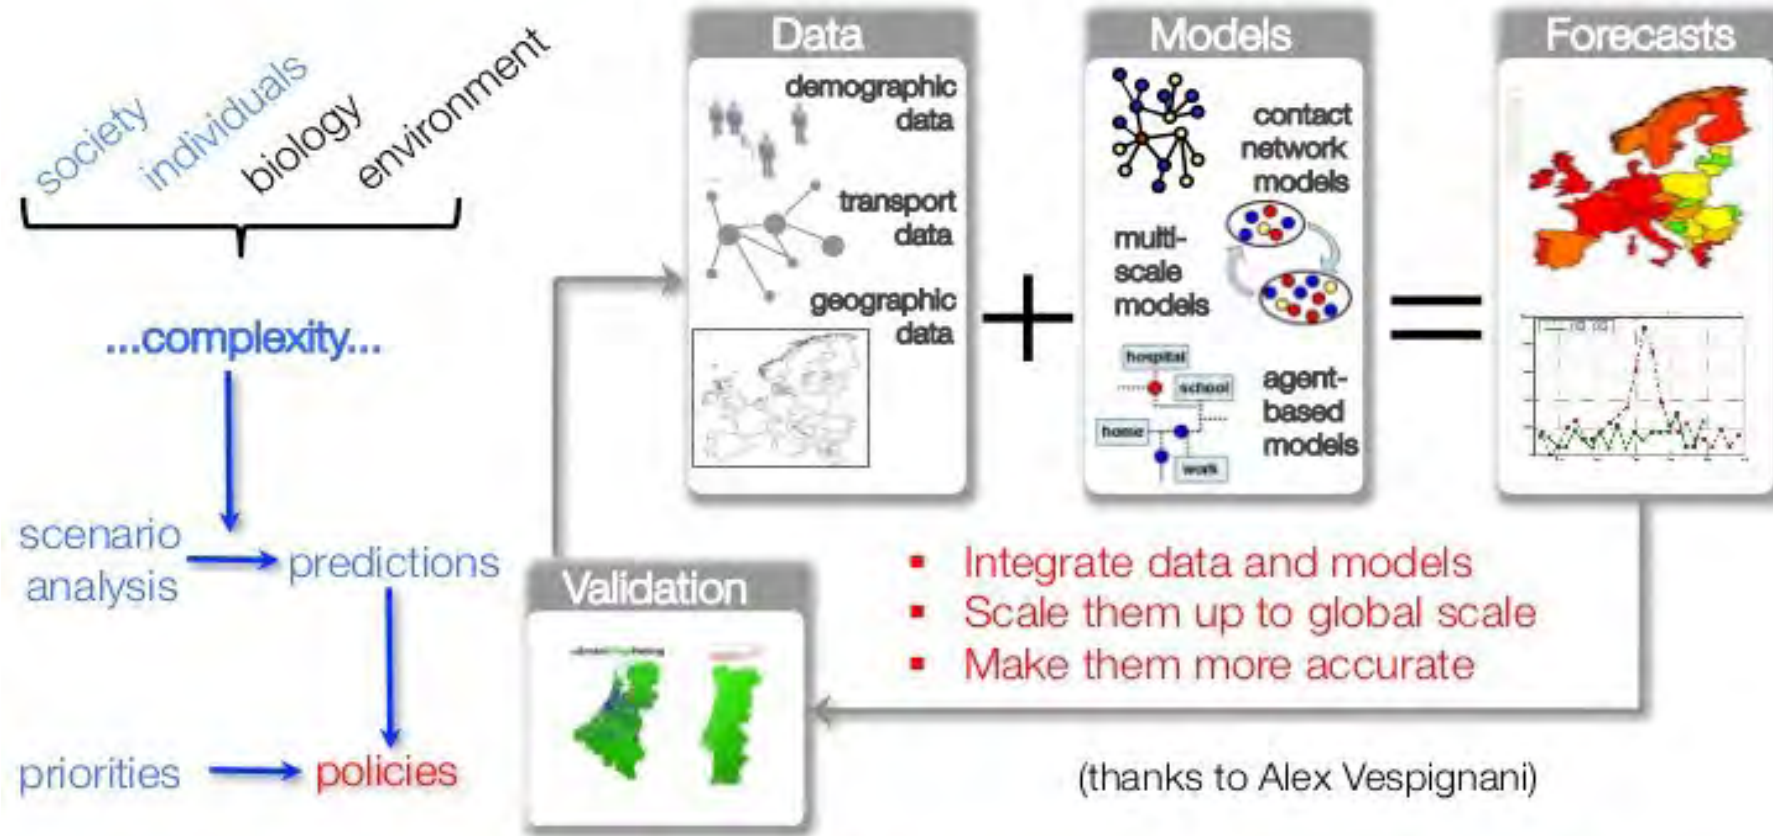 society
individuals
biology
environment
...complexity...
scenario
analysis
predictions
priorities
policies
Data
demographic
data
transport
data
geographic
data
Models
contact
network
models
multi-
scale
models
hospital
school
home
work
agent-
based
models
Forecasts
Validation
▪ Integrate data and models
▪ Scale them up to global scale
▪ Make them more accurate
(thanks to Alex Vespignani)